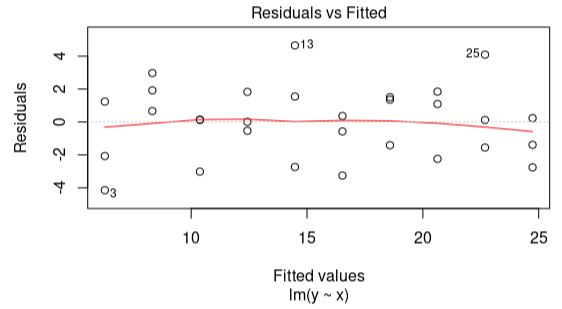 Residuals vs Fitted
Residuals
4
2
0
-2
-4
13
25
3
10 15 20 25
Fitted values
lm(y ~ x)